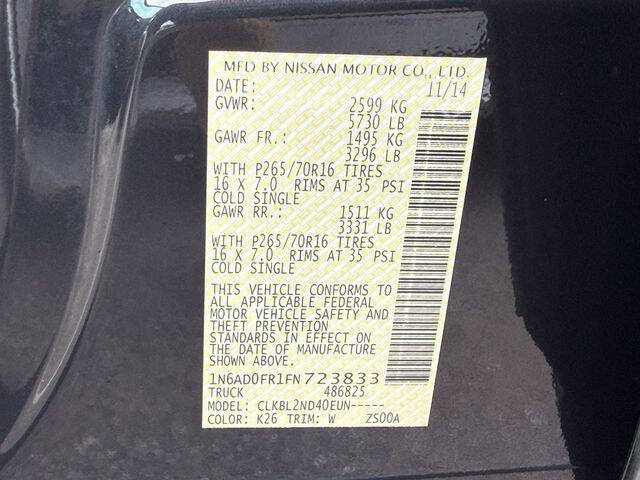 MFD BY NISSAN MOTOR CO., LTD.
DATE: 11/14
GVWR: 2599 KG
5730 LB
GAWR FR.: 1495 KG
3296 LB
WITH P265/70R16 TIRES
16 X 7.0 RIMS AT 35 PSI
COLD SINGLE
GAWR RR.: 1511 KG
3331 LB
WITH P265/70R16 TIRES
16 X 7.0 RIMS AT 35 PSI
COLD SINGLE
THIS VEHICLE CONFORMS TO
ALL APPLICABLE FEDERAL
MOTOR VEHICLE SAFETY AND
THEFT PREVENTION
STANDARDS IN EFFECT ON
THE DATE OF MANUFACTURE
SHOWN ABOVE.
1N6AD0FR1FN723833
TRUCK 486825
MODEL: CLKBL2ND40EUN-----
COLOR: K26 TRIM: W ZS00A